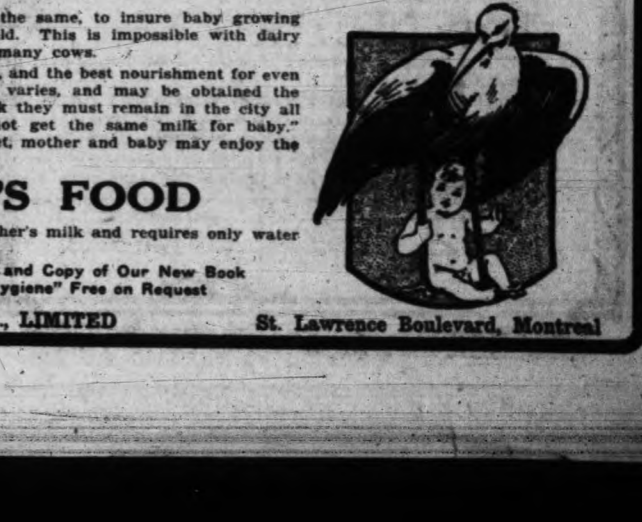 the same, to insure baby growing
ld. This is impossible with dairy
many cows.
, and the best nourishment for even
varies, and may be obtained the
k they must remain in the city all
ot get the same milk for baby."
t, mother and baby may enjoy the
'S FOOD
her's milk and requires only water
and Copy of Our New Book
ygiene" Free on Request
., LIMITED St. Lawrence Boulevard, Montreal